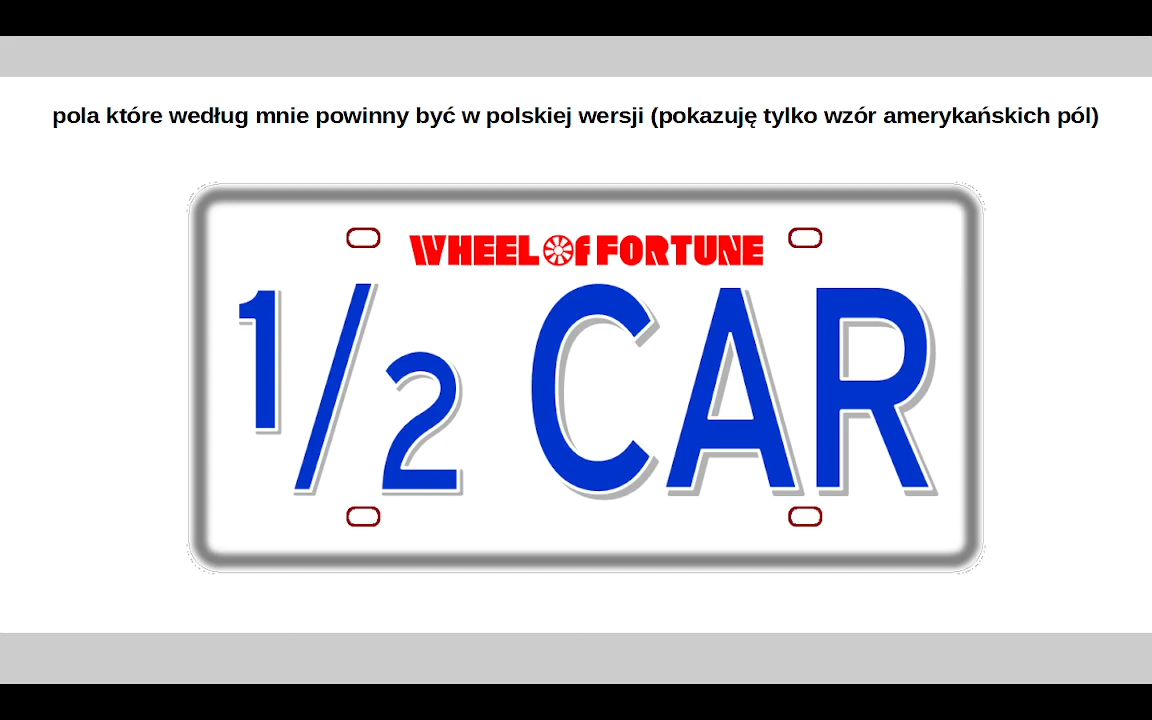 pola które według mnie powinny być w polskiej wersji (pokazuję tylko wzór amerykańskich pól)
WHEEL Of FORTUNE
1/2 CAR